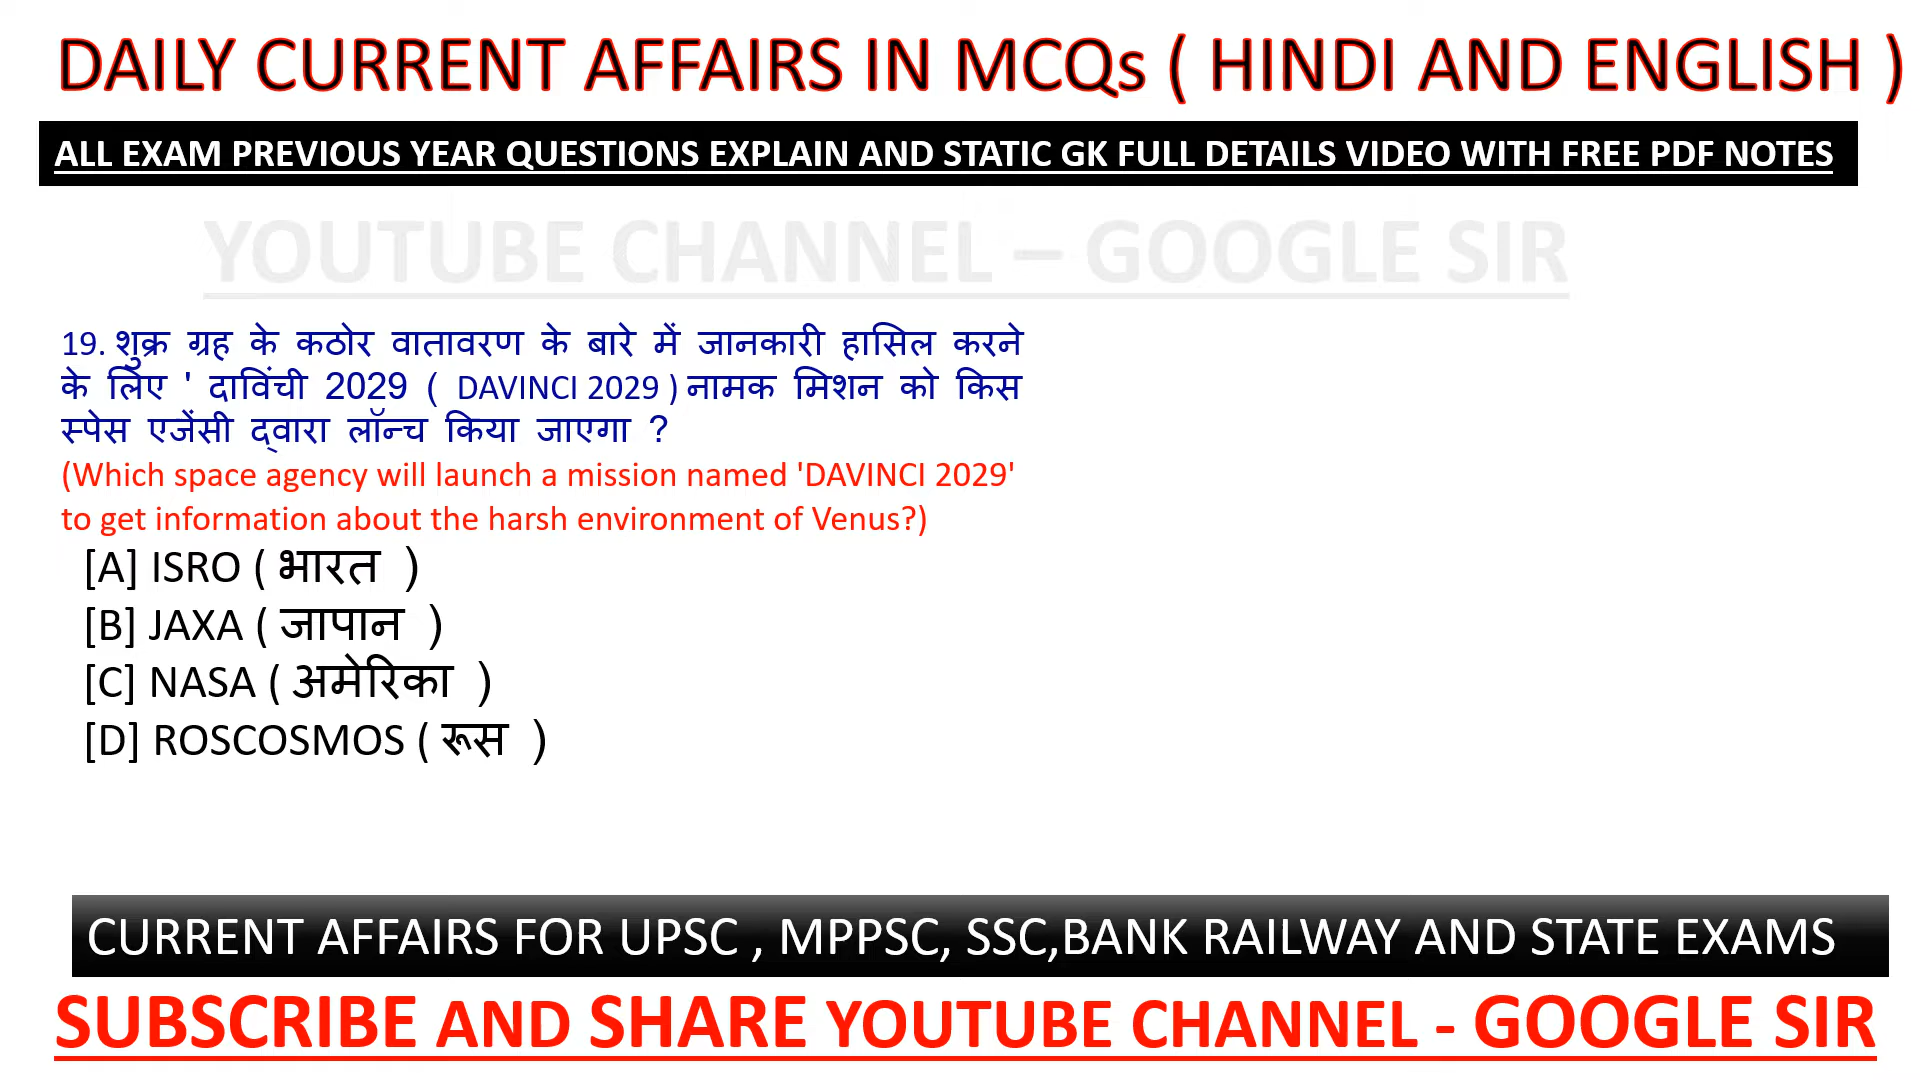 DAILY CURRENT AFFAIRS IN MCQs ( HINDI AND ENGLISH )
ALL EXAM PREVIOUS YEAR QUESTIONS EXPLAIN AND STATIC GK FULL DETAILS VIDEO WITH FREE PDF NOTES
YOUTUBE CHANNEL – GOOGLE SIR
19. शुक्र ग्रह के कठोर वातावरण के बारे में जानकारी हासिल करने
के लिए ' दाविंची 2029 ( DAVINCI 2029 ) नामक मिशन को किस
स्पेस एजेंसी द्वारा लॉन्च किया जाएगा ?
(Which space agency will launch a mission named 'DAVINCI 2029'
to get information about the harsh environment of Venus?)
[A] ISRO ( भारत )
[B] JAXA ( जापान )
[C] NASA ( अमेरिका )
[D] ROSCOSMOS ( रूस )
CURRENT AFFAIRS FOR UPSC , MPPSC, SSC,BANK RAILWAY AND STATE EXAMS
SUBSCRIBE AND SHARE YOUTUBE CHANNEL - GOOGLE SIR